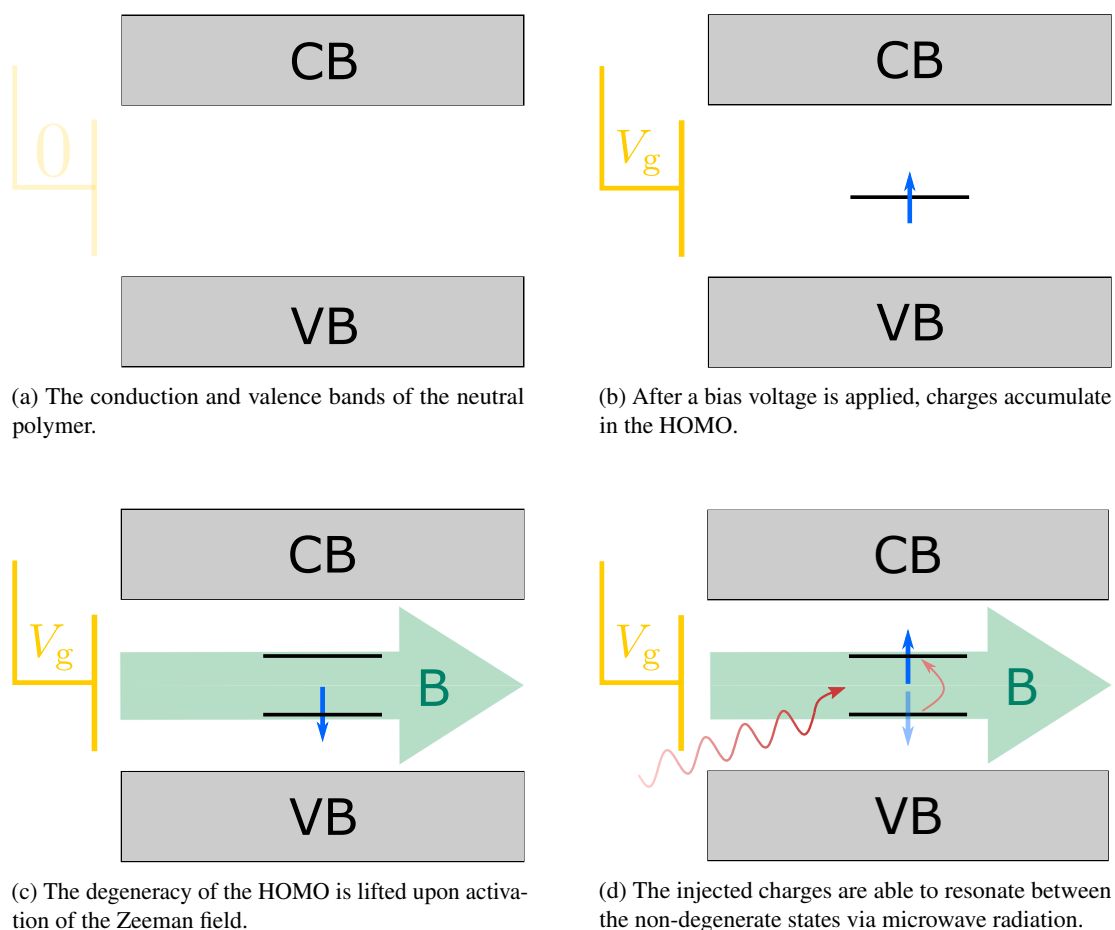 CB
0
VB
(a) The conduction and valence bands of the neutral
polymer.
CB
Vg
VB
(b) After a bias voltage is applied, charges accumulate
in the HOMO.
CB
Vg
B
VB
(c) The degeneracy of the HOMO is lifted upon activa-
tion of the Zeeman field.
CB
Vg
B
VB
(d) The injected charges are able to resonate between
the non-degenerate states via microwave radiation.